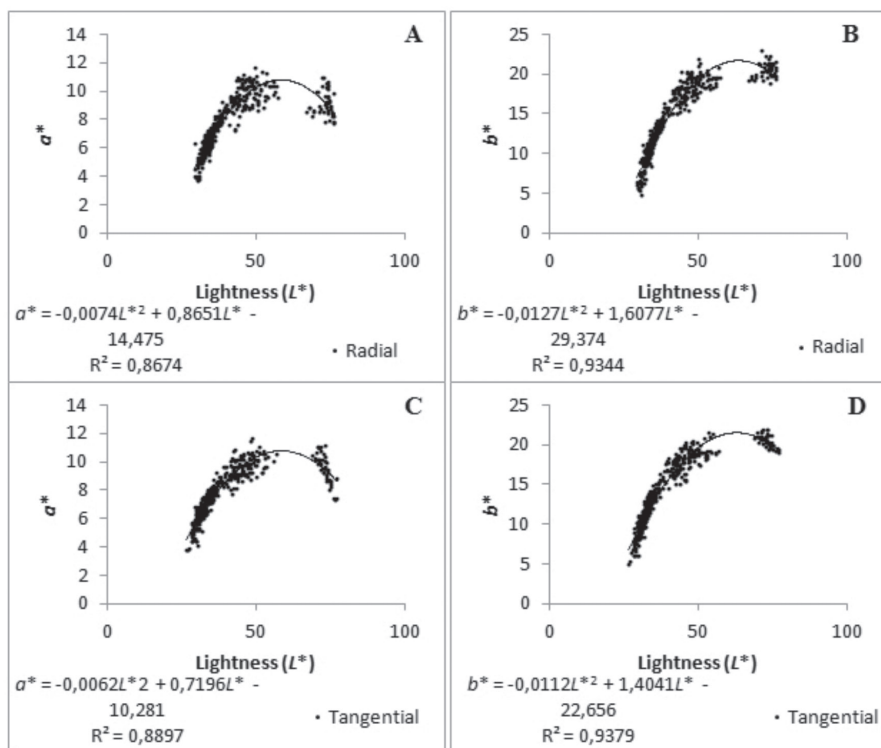 A
14
12
10
8
6
4
2
0
a*
0 50 100
Lightness (L*)
a* = -0,0074L*² + 0,8651L* -
14,475
R² = 0,8674
• Radial
B
25
20
15
10
5
0
b*
0 50 100
Lightness (L*)
b* = -0,0127L*² + 1,6077L* -
29,374
R² = 0,9344
• Radial
C
14
12
10
8
6
4
2
0
a*
0 50 100
Lightness (L*)
a* = -0,0062L*2 + 0,7196L* -
10,281
R² = 0,8897
• Tangential
D
25
20
15
10
5
0
b*
0 50 100
Lightness (L*)
b* = -0,0112L*² + 1,4041L* -
22,656
R² = 0,9379
• Tangential